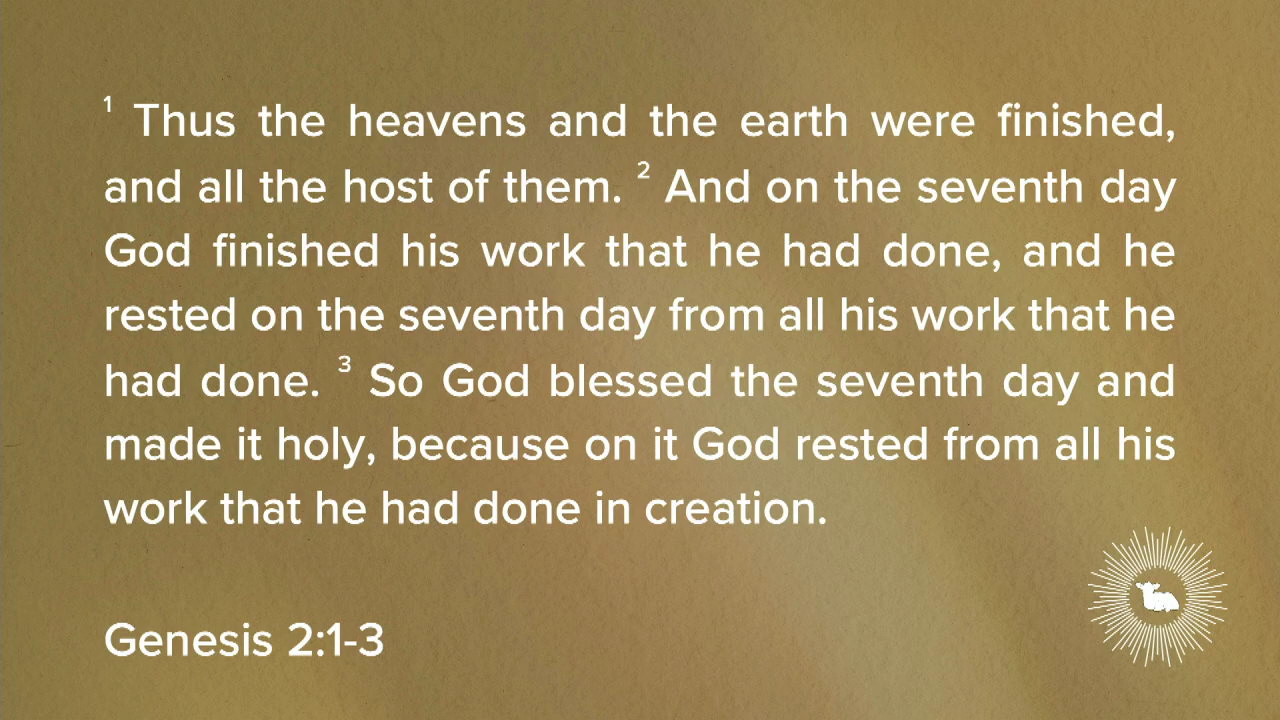 1 Thus the heavens and the earth were finished,
and all the host of them. 2 And on the seventh day
God finished his work that he had done, and he
rested on the seventh day from all his work that he
had done. 3 So God blessed the seventh day and
made it holy, because on it God rested from all his
work that he had done in creation.
Genesis 2:1-3